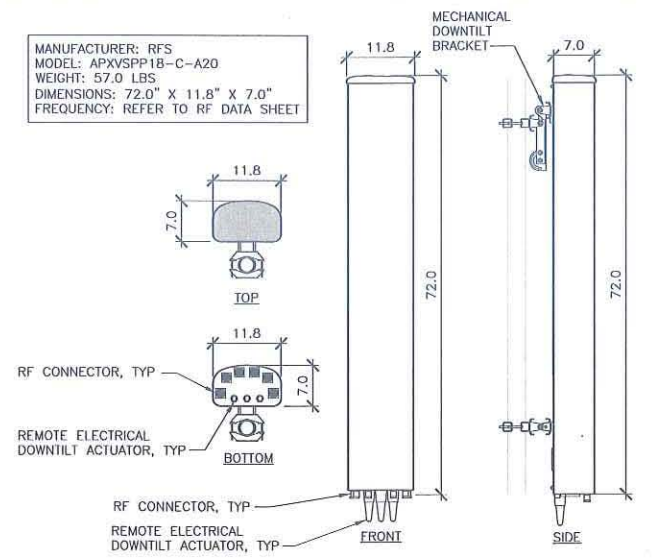 MANUFACTURER: RFS
MODEL: APXVSPP18-C-A20
WEIGHT: 57.0 LBS
DIMENSIONS: 72.0" X 11.8" X 7.0"
FREQUENCY: REFER TO RF DATA SHEET
MECHANICAL
DOWNTILT
BRACKET
11.8
7.0
11.8
7.0
TOP
72.0
72.0
11.8
7.0
RF CONNECTOR, TYP
REMOTE ELECTRICAL
DOWNTILT ACTUATOR, TYP
BOTTOM
RF CONNECTOR, TYP
REMOTE ELECTRICAL
DOWNTILT ACTUATOR, TYP
FRONT
SIDE